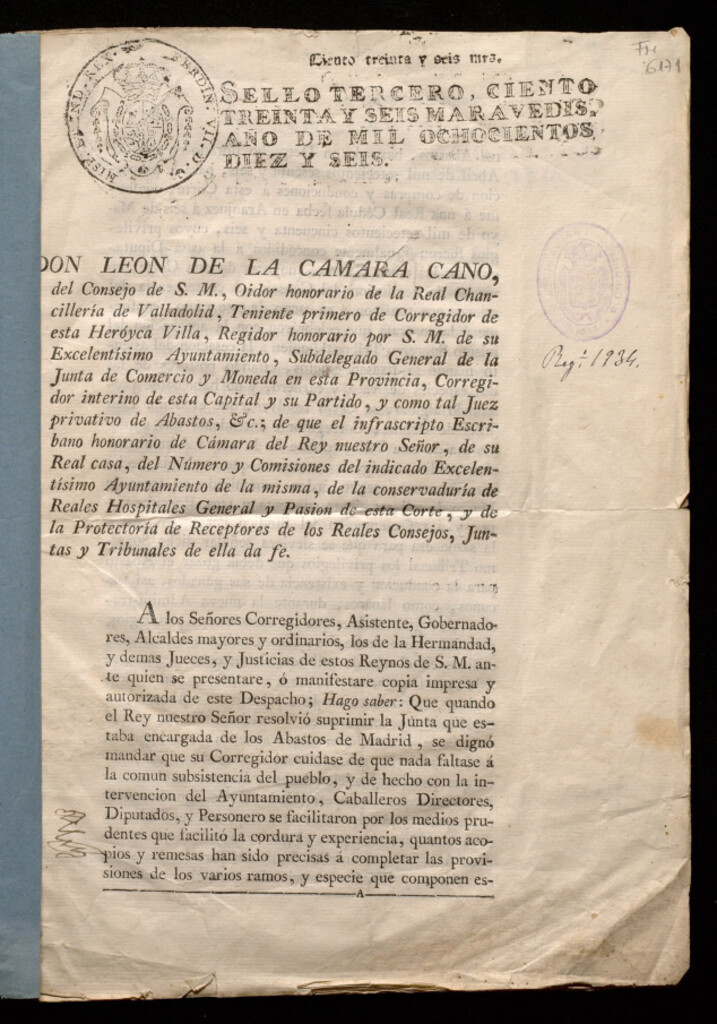 Ciento treinta y seis mrs.
SELLO TERCERO, CIENTO
TREINTA Y SEIS MARAVEDIS,
AÑO DE MIL OCHOCIENTOS
DIEZ Y SEIS.
DON LEON DE LA CAMARA CANO,
del Consejo de S. M., Oidor honorario de la Real Chan-
cillería de Valladolid, Teniente primero de Corregidor de
esta Heróyca Villa, Regidor honorario por S. M. de su
Excelentísimo Ayuntamiento, Subdelegado General de la
Junta de Comercio y Moneda en esta Provincia, Corregi-
dor interino de esta Capital y su Partido, y como tal Juez
privativo de Abastos, &c.; de que el infrascripto Escri-
bano honorario de Cámara del Rey nuestro Señor, de su
Real casa, del Número y Comisiones del indicado Excelen-
tísimo Ayuntamiento de la misma, de la conservaduría de
Reales Hospitales General y Pasion de esta Corte, y de
la Protectoría de Receptores de los Reales Consejos, Jun-
tas y Tribunales de ella da fe.
Reg.º 1934.
A los Señores Corregidores, Asistente, Gobernado-
res, Alcaldes mayores y ordinarios, los de la Hermandad,
y demas Jueces, y Justicias de estos Reynos de S. M. an-
te quien se presentare, ó manifestare copia impresa y
autorizada de este Despacho; Hago saber: Que quando
el Rey nuestro Señor resolvió suprimir la Junta que es-
taba encargada de los Abastos de Madrid, se dignó
mandar que su Corregidor cuidase de que nada faltase á
la comun subsistencia del pueblo, y de hecho con la in-
tervencion del Ayuntamiento, Caballeros Directores,
Diputados, y Personero se facilitaron por los medios pru-
dentes que facilitó la cordura y experiencia, quantos aco-
pios y remesas han sido precisas á completar las provi-
siones de los varios ramos, y especie que componen es-
A